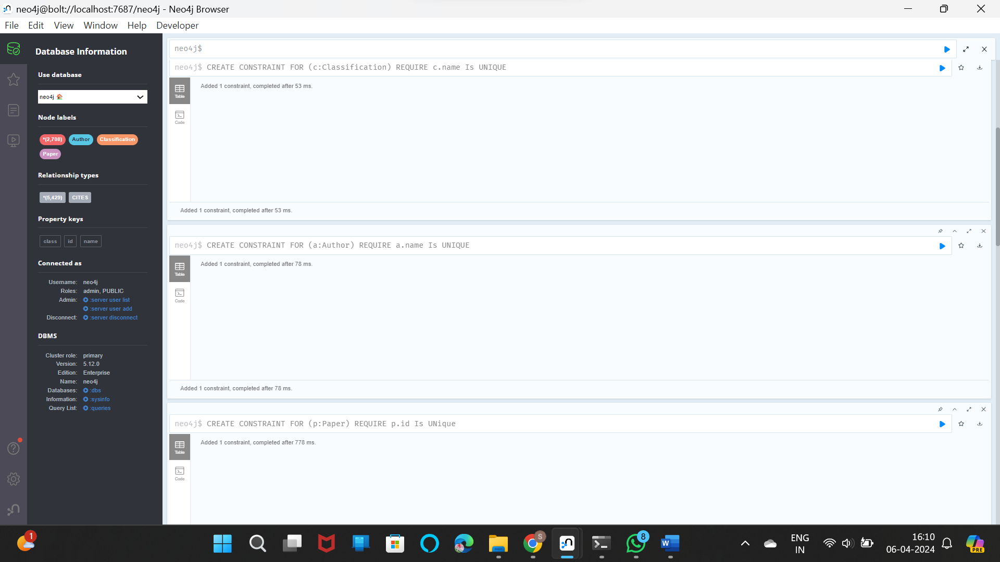 neo4j@bolt://localhost:7687/neo4j - Neo4j Browser
File Edit View Window Help Developer
Database Information
Use database
neo4j
Node labels
*(2,708) Author Classification
Paper
Relationship types
*(5,429) CITES
Property keys
class id name
Connected as
Username: neo4j
Roles: admin, PUBLIC
Admin: :server user list
:server user add
Disconnect: :server disconnect
DBMS
Cluster role: primary
Version: 5.12.0
Edition: Enterprise
Name: neo4j
Databases: :dbs
Information: :sysinfo
Query List: :queries
neo4j$
neo4j$ CREATE CONSTRAINT FOR (c:Classification) REQUIRE c.name Is UNIQUE
Table
Added 1 constraint, completed after 53 ms.
Code
Added 1 constraint, completed after 53 ms.
neo4j$ CREATE CONSTRAINT FOR (a:Author) REQUIRE a.name Is UNIQUE
Table
Added 1 constraint, completed after 78 ms.
Code
Added 1 constraint, completed after 78 ms.
neo4j$ CREATE CONSTRAINT FOR (p:Paper) REQUIRE p.id Is UNique
Table
Added 1 constraint, completed after 778 ms.
Code
1
S
8
W
ENG
IN
16:10
06-04-2024
PRE